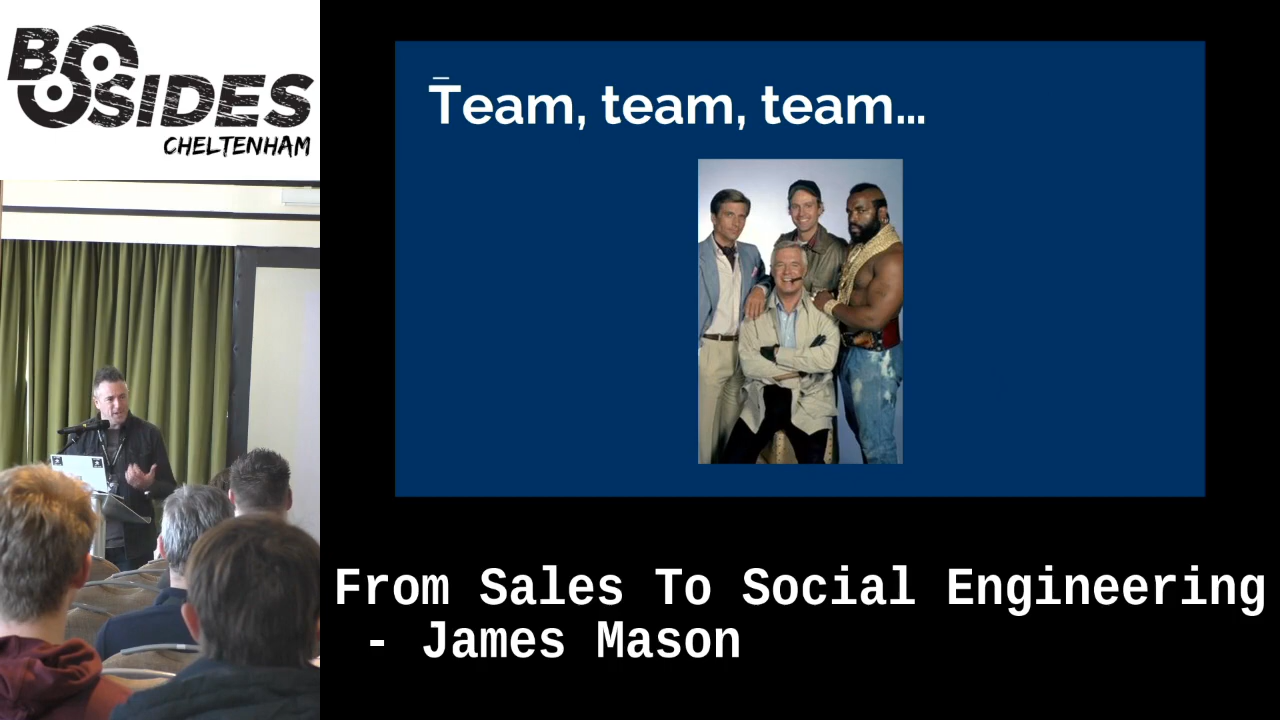 BSIDES
CHELTENHAM
Team, team, team…
From Sales To Social Engineering
- James Mason